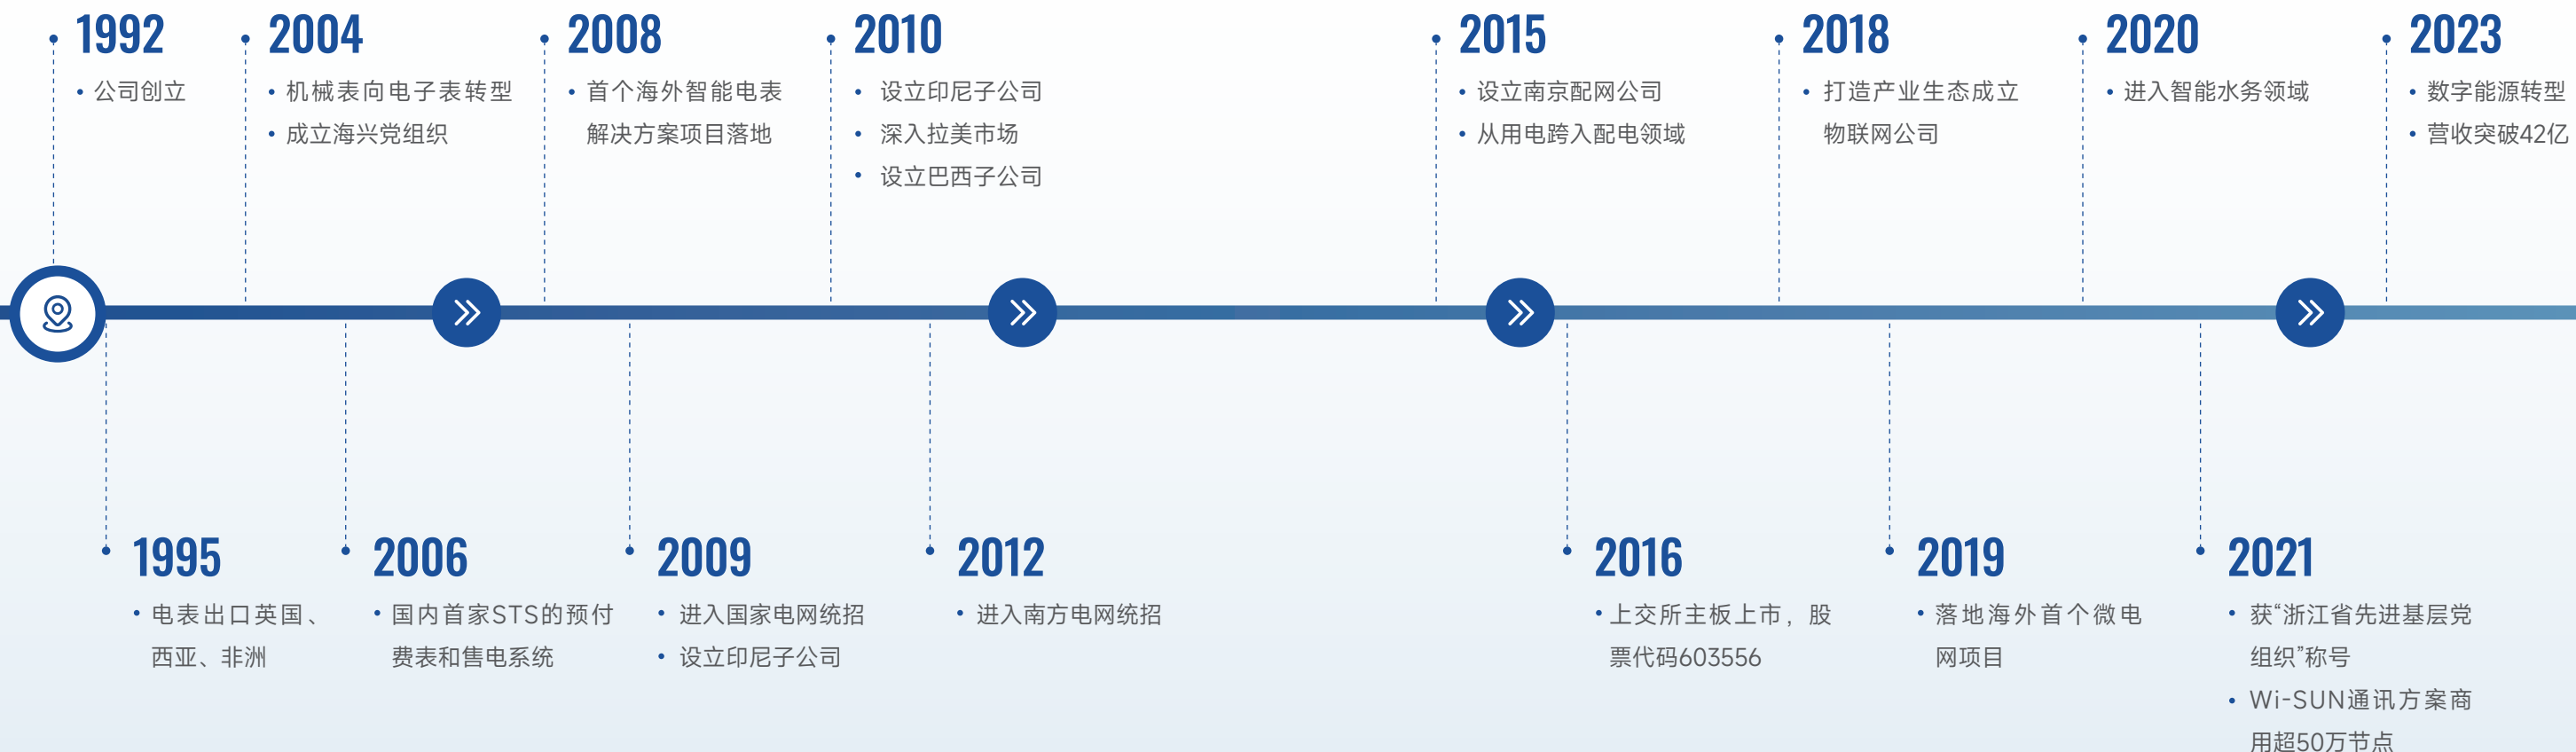 1992
公司创立
2004
机械表向电子表转型
成立海兴党组织
2008
首个海外智能电表
解决方案项目落地
2010
设立印尼子公司
深入拉美市场
设立巴西子公司
2015
设立南京配网公司
从用电跨入配电领域
2018
打造产业生态成立
物联网公司
2020
进入智能水务领域
2023
数字能源转型
营收突破42亿
1995
电表出口英国、
西亚、非洲
2006
国内首家STS的预付
费表和售电系统
2009
进入国家电网统招
设立印尼子公司
2012
进入南方电网统招
2016
上交所主板上市，股
票代码603556
2019
落地海外首个微电
网项目
2021
获“浙江省先进基层党
组织”称号
Wi-SUN通讯方案商
用超50万节点